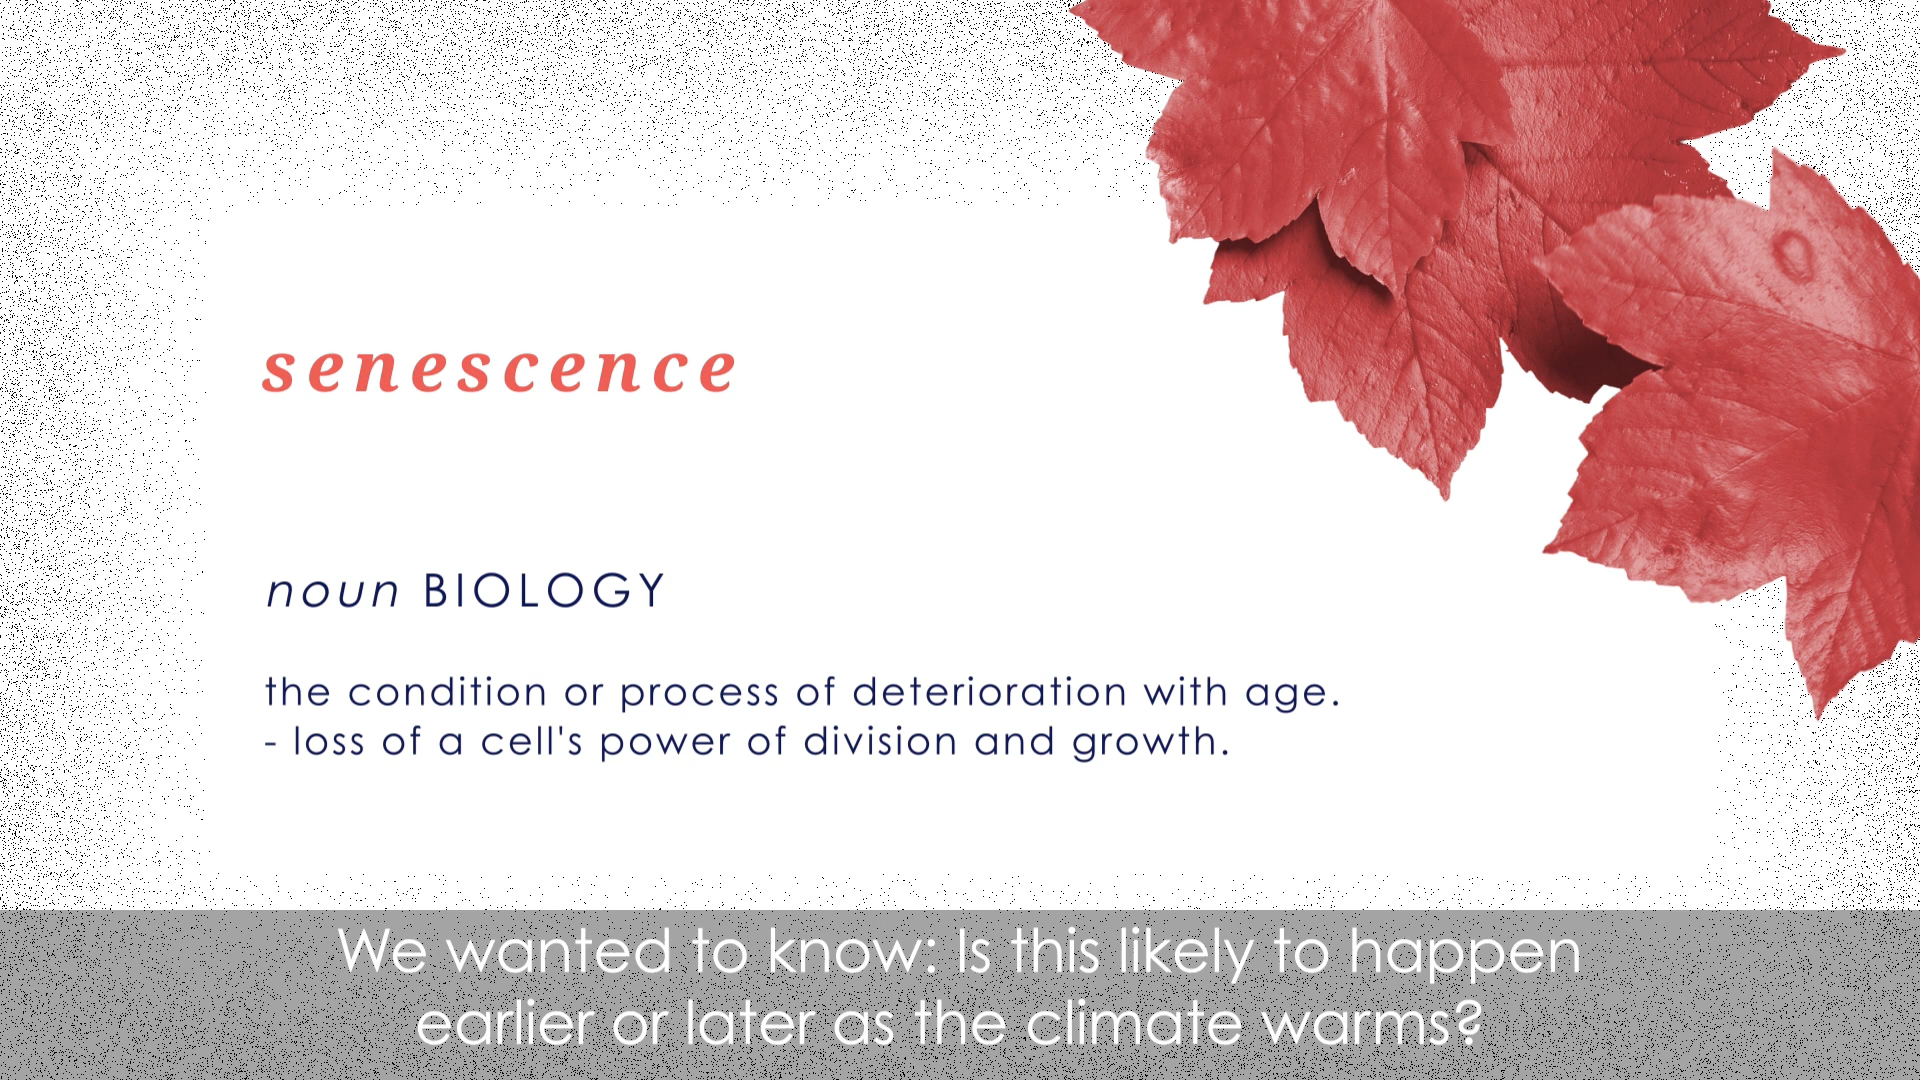 senescence
noun BIOLOGY
the condition or process of deterioration with age.
- loss of a cell's power of division and growth.
We wanted to know: Is this likely to happen
earlier or later as the climate warms?